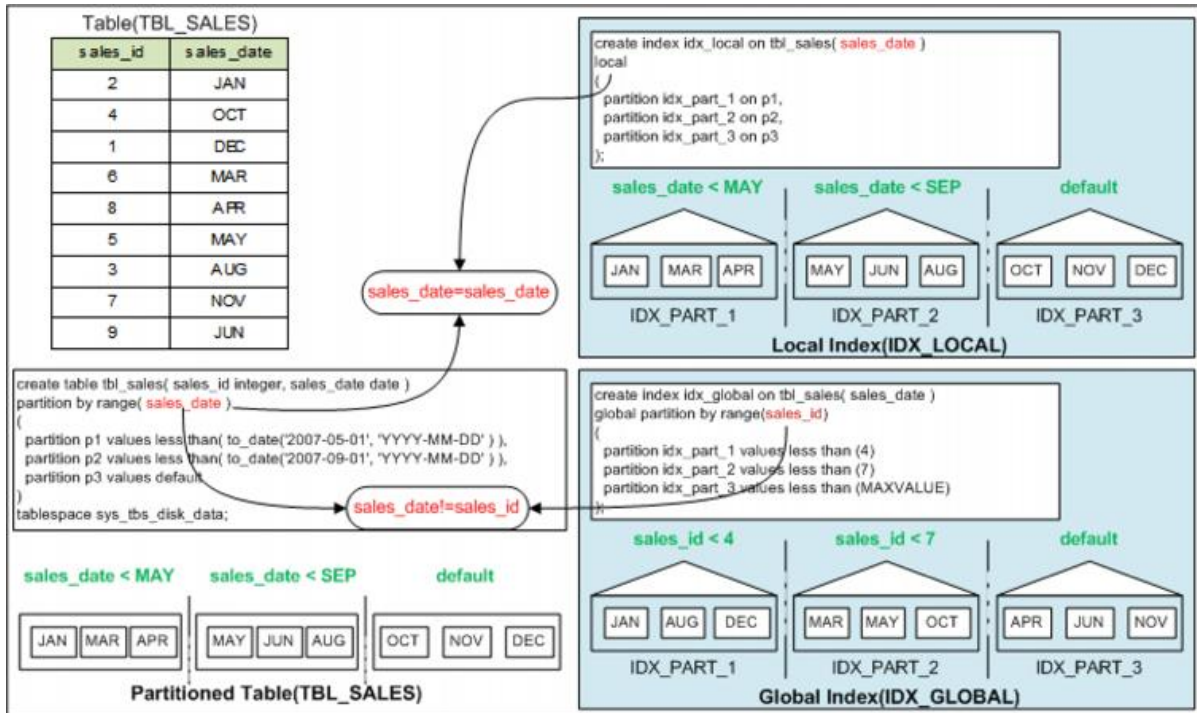 Table(TBL_SALES)
sales_id sales_date
2 JAN
4 OCT
1 DEC
6 MAR
8 APR
5 MAY
3 AUG
7 NOV
9 JUN
create index idx_local on tbl_sales( sales_date )
local
(
partition idx_part_1 on p1,
partition idx_part_2 on p2,
partition idx_part_3 on p3
);
sales_date < MAY sales_date < SEP default
JAN MAR APR MAY JUN AUG OCT NOV DEC
IDX_PART_1 IDX_PART_2 IDX_PART_3
Local Index(IDX_LOCAL)
sales_date=sales_date
create table tbl_sales( sales_id integer, sales_date date )
partition by range( sales_date )
(
partition p1 values less than( to_date('2007-05-01', 'YYYY-MM-DD' ) ),
partition p2 values less than( to_date('2007-09-01', 'YYYY-MM-DD' ) ),
partition p3 values default
)
tablespace sys_tbs_disk_data;
sales_date!=sales_id
sales_date < MAY sales_date < SEP default
JAN MAR APR MAY JUN AUG OCT NOV DEC
Partitioned Table(TBL_SALES)
create index idx_global on tbl_sales( sales_date )
global partition by range(sales_id)
(
partition idx_part_1 values less than (4)
partition idx_part_2 values less than (7)
partition idx_part_3 values less than (MAXVALUE)
);
sales_id < 4 sales_id < 7 default
JAN AUG DEC MAR MAY OCT APR JUN NOV
IDX_PART_1 IDX_PART_2 IDX_PART_3
Global Index(IDX_GLOBAL)